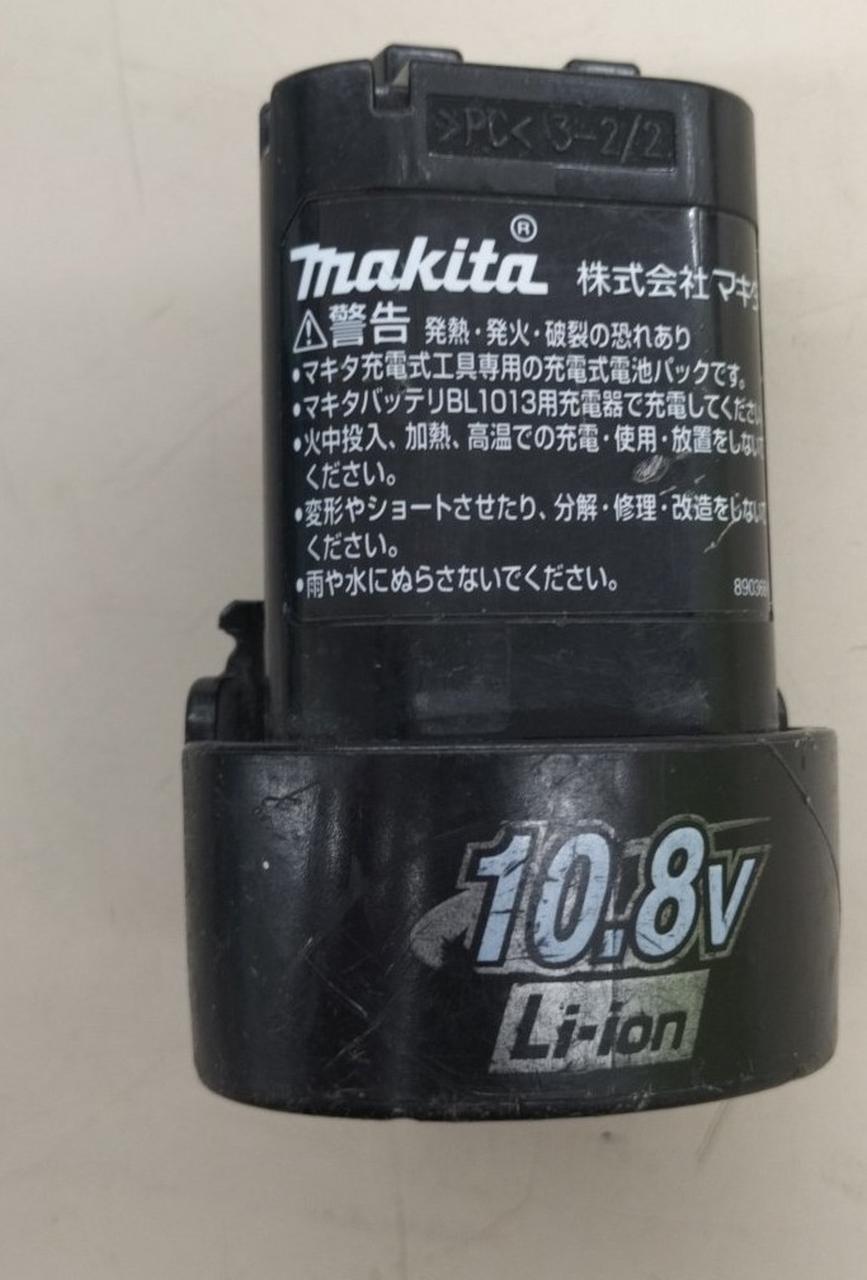 >PC< 3-2/2
makita® 株式会社マキタ
⚠警告 発熱・発火・破裂の恐れあり
•マキタ充電式工具専用の充電式電池パックです。
•マキタバッテリBL1013用充電器で充電してください
•火中投入、加熱、高温での充電・使用・放置をしないで
ください。
•変形やショートさせたり、分解・修理・改造をしないで
ください。
•雨や水にぬらさないでください。
10.8V
Li-ion